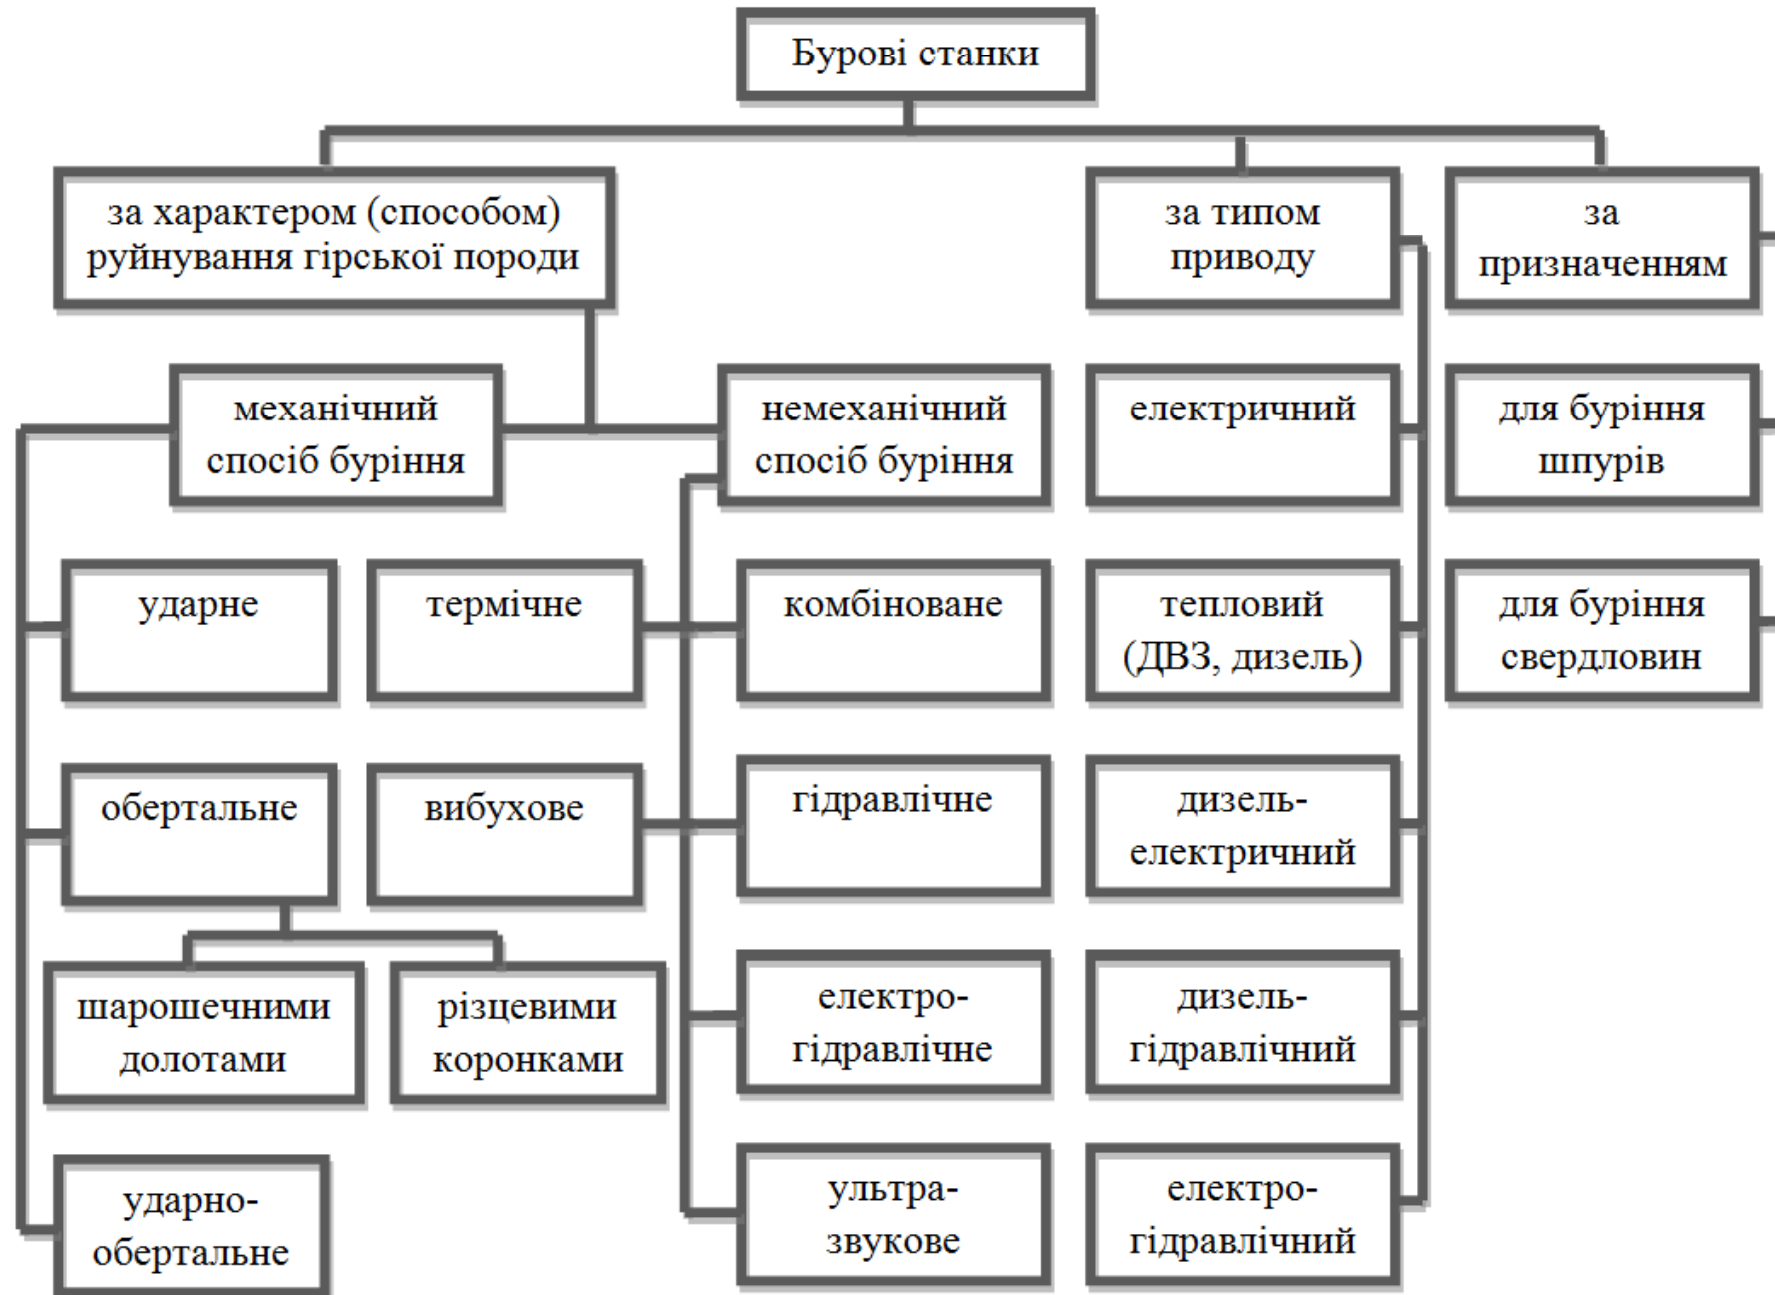 Бурові станки
за характером (способом)
руйнування гірської породи
за типом
приводу
за
призначенням
механічний
спосіб буріння
немеханічний
спосіб буріння
електричний
для буріння
шпурів
ударне
термічне
комбіноване
тепловий
(ДВЗ, дизель)
для буріння
свердловин
обертальне
вибухове
гідравлічне
дизель-
електричний
шарошечними
долотами
різцевими
коронками
електро-
гідравлічне
дизель-
гідравлічний
ударно-
обертальне
ультра-
звукове
електро-
гідравлічний